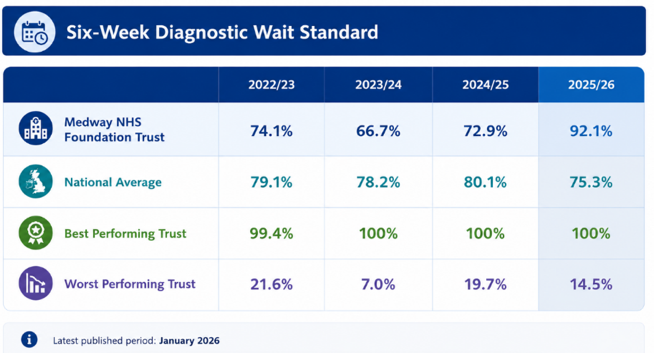 Six-Week Diagnostic Wait Standard
2022/23 2023/24 2024/25 2025/26
Medway NHS
Foundation Trust 74.1% 66.7% 72.9% 92.1%
National Average 79.1% 78.2% 80.1% 75.3%
Best Performing Trust 99.4% 100% 100% 100%
Worst Performing Trust 21.6% 7.0% 19.7% 14.5%
Latest published period: January 2026